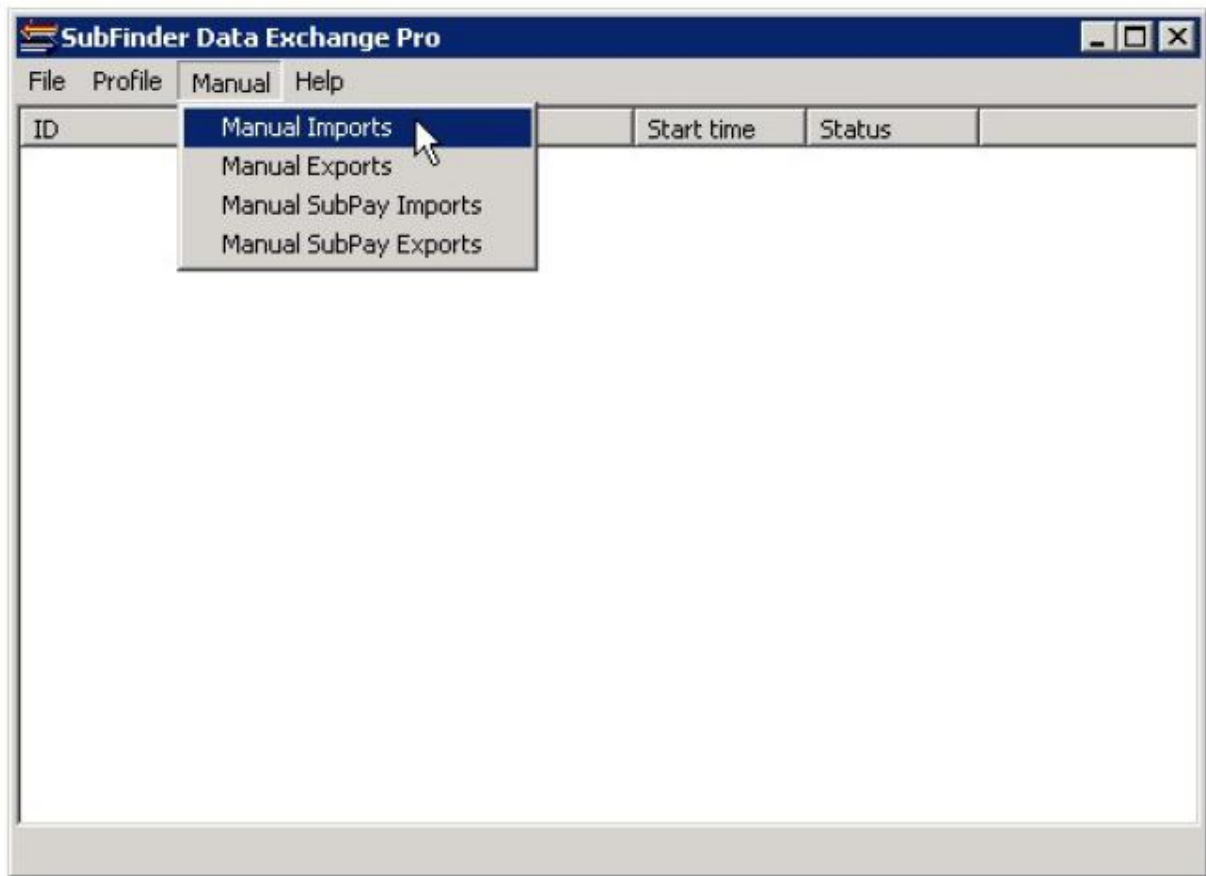 SubFinder Data Exchange Pro
File Profile Manual Help
ID Start time Status
Manual Imports
Manual Exports
Manual SubPay Imports
Manual SubPay Exports